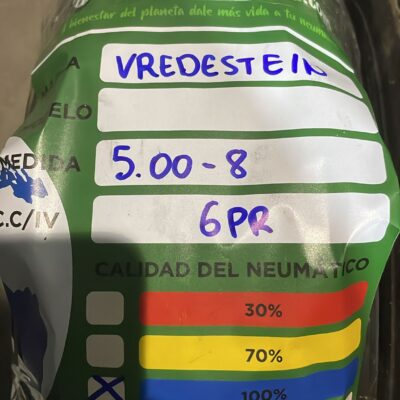 bienestar del planeta dale más vida a tu neum
A VREDESTEIN
ELO
MEDIDA 5.00-8
C.C/IV 6PR
CALIDAD DEL NEUMÁTICO
30%
70%
X 100%